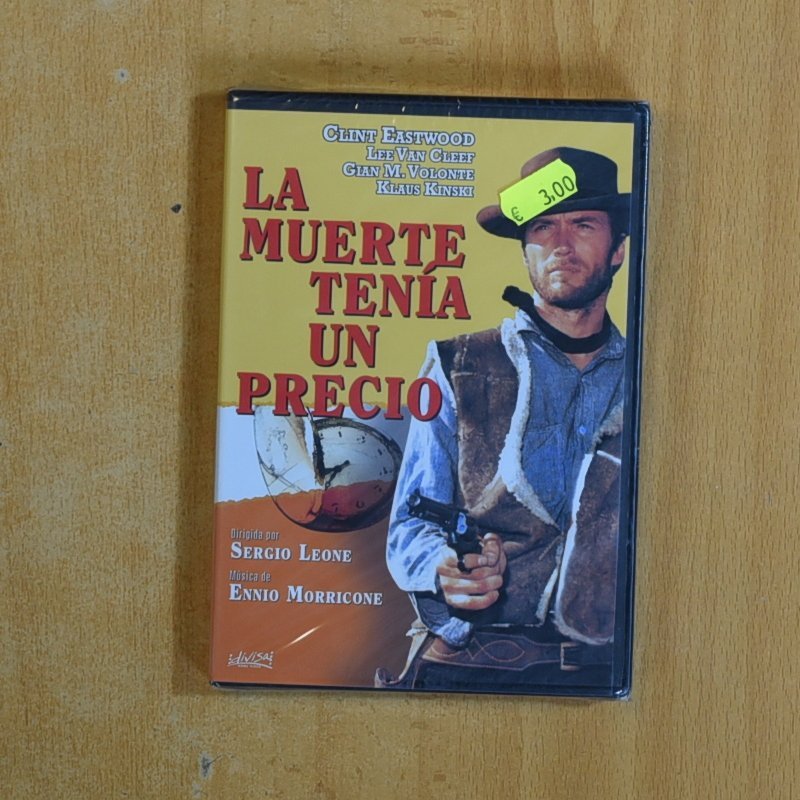 CLINT EASTWOOD
LEE VAN CLEEF
GIAN M. VOLONTE
KLAUS KINSKI
€ 3,00
LA
MUERTE
TENÍA
UN
PRECIO
Dirigida por
SERGIO LEONE
Música de
ENNIO MORRICONE
divisa